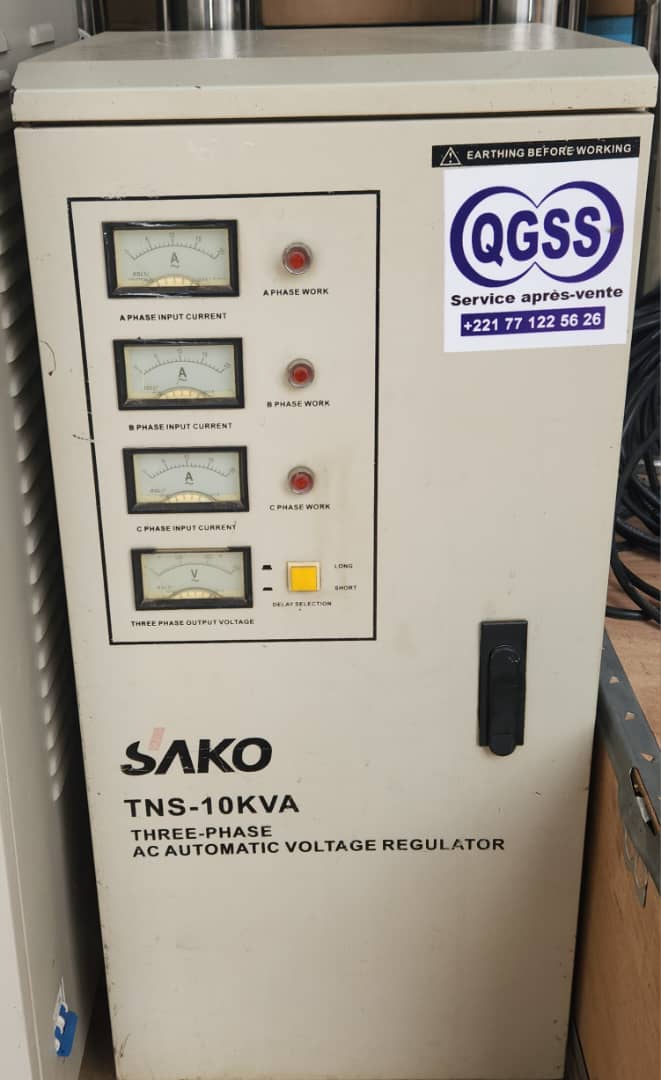 EARTHING BEFORE WORKING
QGSS
Service après-vente
+221 77 122 56 26
A
A PHASE INPUT CURRENT
A PHASE WORK
A
B PHASE INPUT CURRENT
B PHASE WORK
A
C PHASE INPUT CURRENT
C PHASE WORK
V
THREE PHASE OUTPUT VOLTAGE
LONG
SHORT
DELAY SELECTION
SAKO
TNS-10KVA
THREE-PHASE
AC AUTOMATIC VOLTAGE REGULATOR